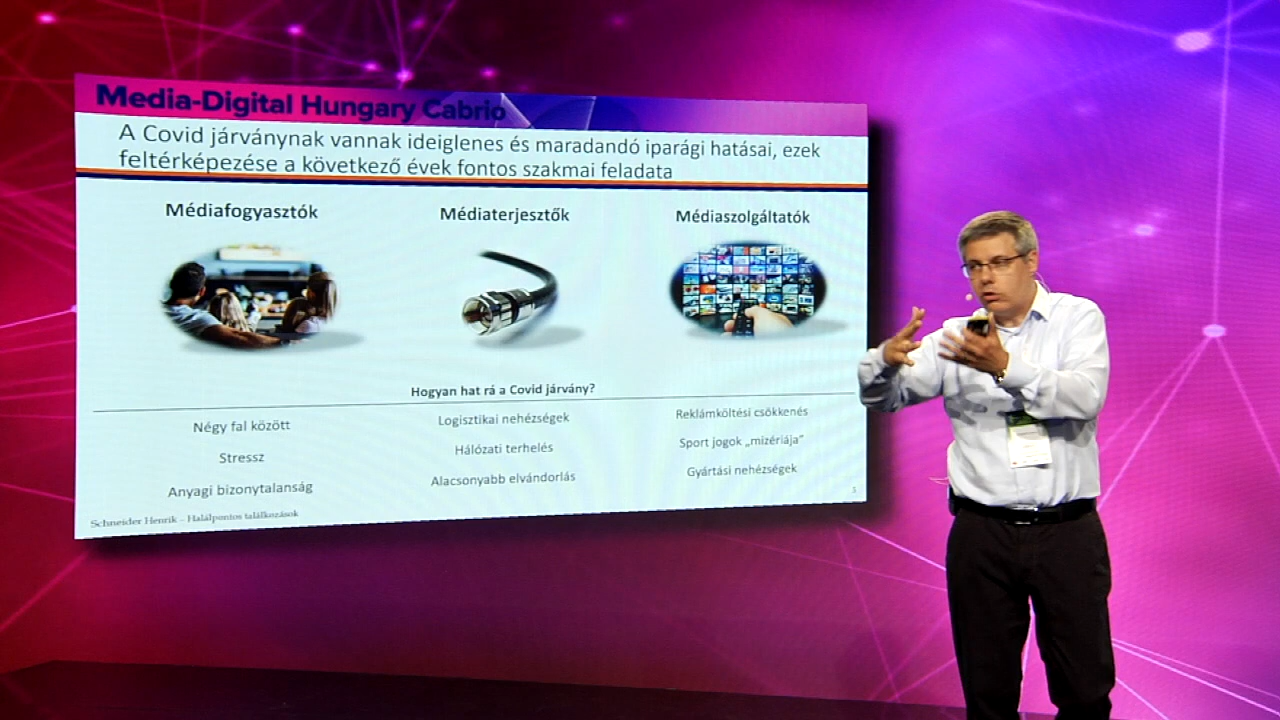 Media-Digital Hungary Cabrio
A Covid járványnak vannak ideiglenes és maradandó iparági hatásai, ezek
feltérképezése a következő évek fontos szakmai feladata
Médiafogyasztók
Médiaterjesztők
Médiaszolgáltatók
Hogyan hat rá a Covid járvány?
Négy fal között
Stressz
Anyagi bizonytalanság
Logisztikai nehézségek
Hálózati terhelés
Alacsonyabb elvándorlás
Reklámköltési csökkenés
Sport jogok „mizériája”
Gyártási nehézségek
Schneider Henrik – Halálpontos találkozások